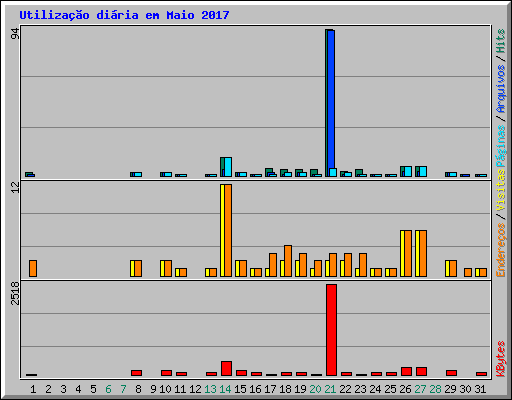 Utilização diária em Maio 2017
94
12
2518
Hits / Arquivos / Páginas
Endereços / Visitas
KBytes
1 2 3 4 5 6 7 8 9 10 11 12 13 14 15 16 17 18 19 20 21 22 23 24 25 26 27 28 29 30 31